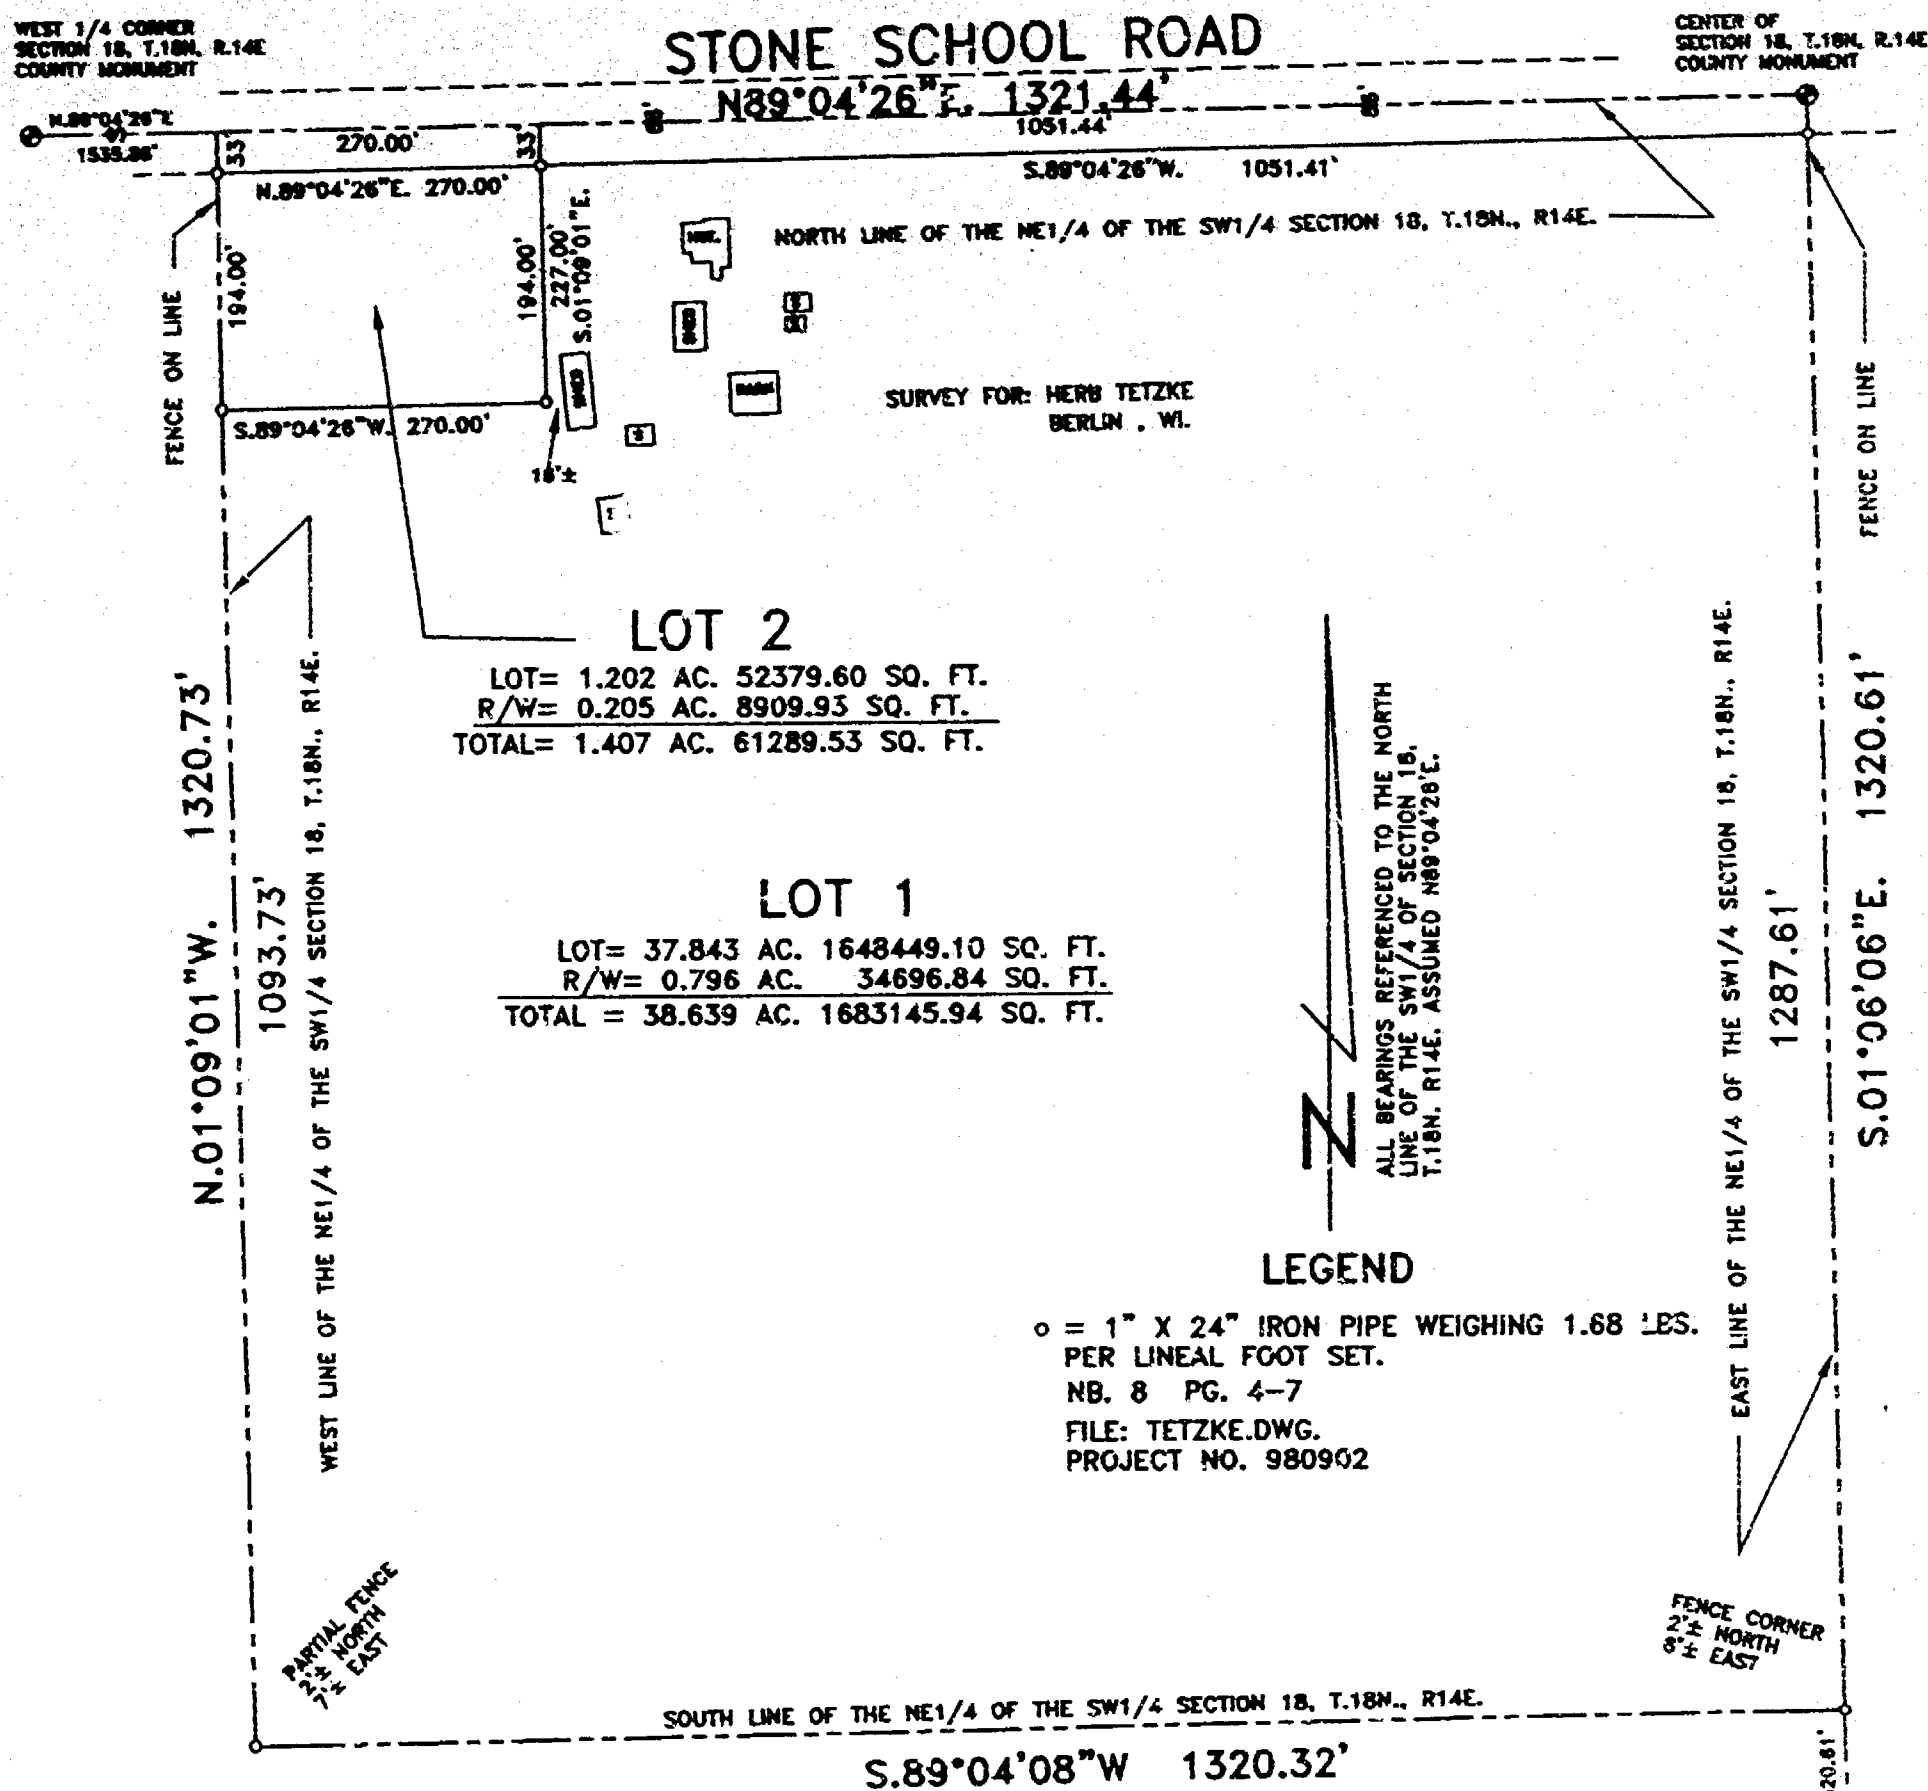 WEST 1/4 CORNER
SECTION 18, T.18N, R.14E
COUNTY MONUMENT
STONE SCHOOL ROAD
CENTER OF
SECTION 18, T.18N, R.14E
COUNTY MONUMENT
N89°04'26"E. 1321.44'
1051.44'
N.89°04'26"E
1535.86'
33'
270.00'
33'
N.89°04'26"E. 270.00'
S.89°04'26"W. 1051.41'
NORTH LINE OF THE NE1/4 OF THE SW1/4 SECTION 18, T.18N., R14E.
FENCE ON LINE
194.00'
194.00'
227.00'
S.01°09'01"E.
SHED
SHED
BARN
SURVEY FOR: HERB TETZKE
BERLIN , WI.
FENCE ON LINE
S.89°04'26"W. 270.00'
18'±
LOT 2
LOT= 1.202 AC. 52379.60 SQ. FT.
R/W= 0.205 AC. 8909.93 SQ. FT.
TOTAL= 1.407 AC. 61289.53 SQ. FT.
LOT 1
LOT= 37.843 AC. 1648449.10 SQ. FT.
R/W= 0.796 AC. 34696.84 SQ. FT.
TOTAL = 38.639 AC. 1683145.94 SQ. FT.
N.01°09'01"W. 1320.73'
1093.73'
WEST LINE OF THE NE1/4 OF THE SW1/4 SECTION 18, T.18N., R14E.
N
ALL BEARINGS REFERENCED TO THE NORTH
LINE OF THE SW1/4 OF SECTION 18,
T.18N. R14E. ASSUMED N89°04'26'E.
EAST LINE OF THE NE1/4 OF THE SW1/4 SECTION 18, T.18N., R14E.
1287.61'
S.01°06'06"E. 1320.61'
LEGEND
o = 1" X 24" IRON PIPE WEIGHING 1.68 LBS.
PER LINEAL FOOT SET.
NB. 8 PG. 4-7
FILE: TETZKE.DWG.
PROJECT NO. 980902
PARTIAL FENCE
2'± NORTH
7'± EAST
FENCE CORNER
2'± NORTH
8'± EAST
SOUTH LINE OF THE NE1/4 OF THE SW1/4 SECTION 18, T.18N., R14E.
S.89°04'08"W 1320.32'
20.61'